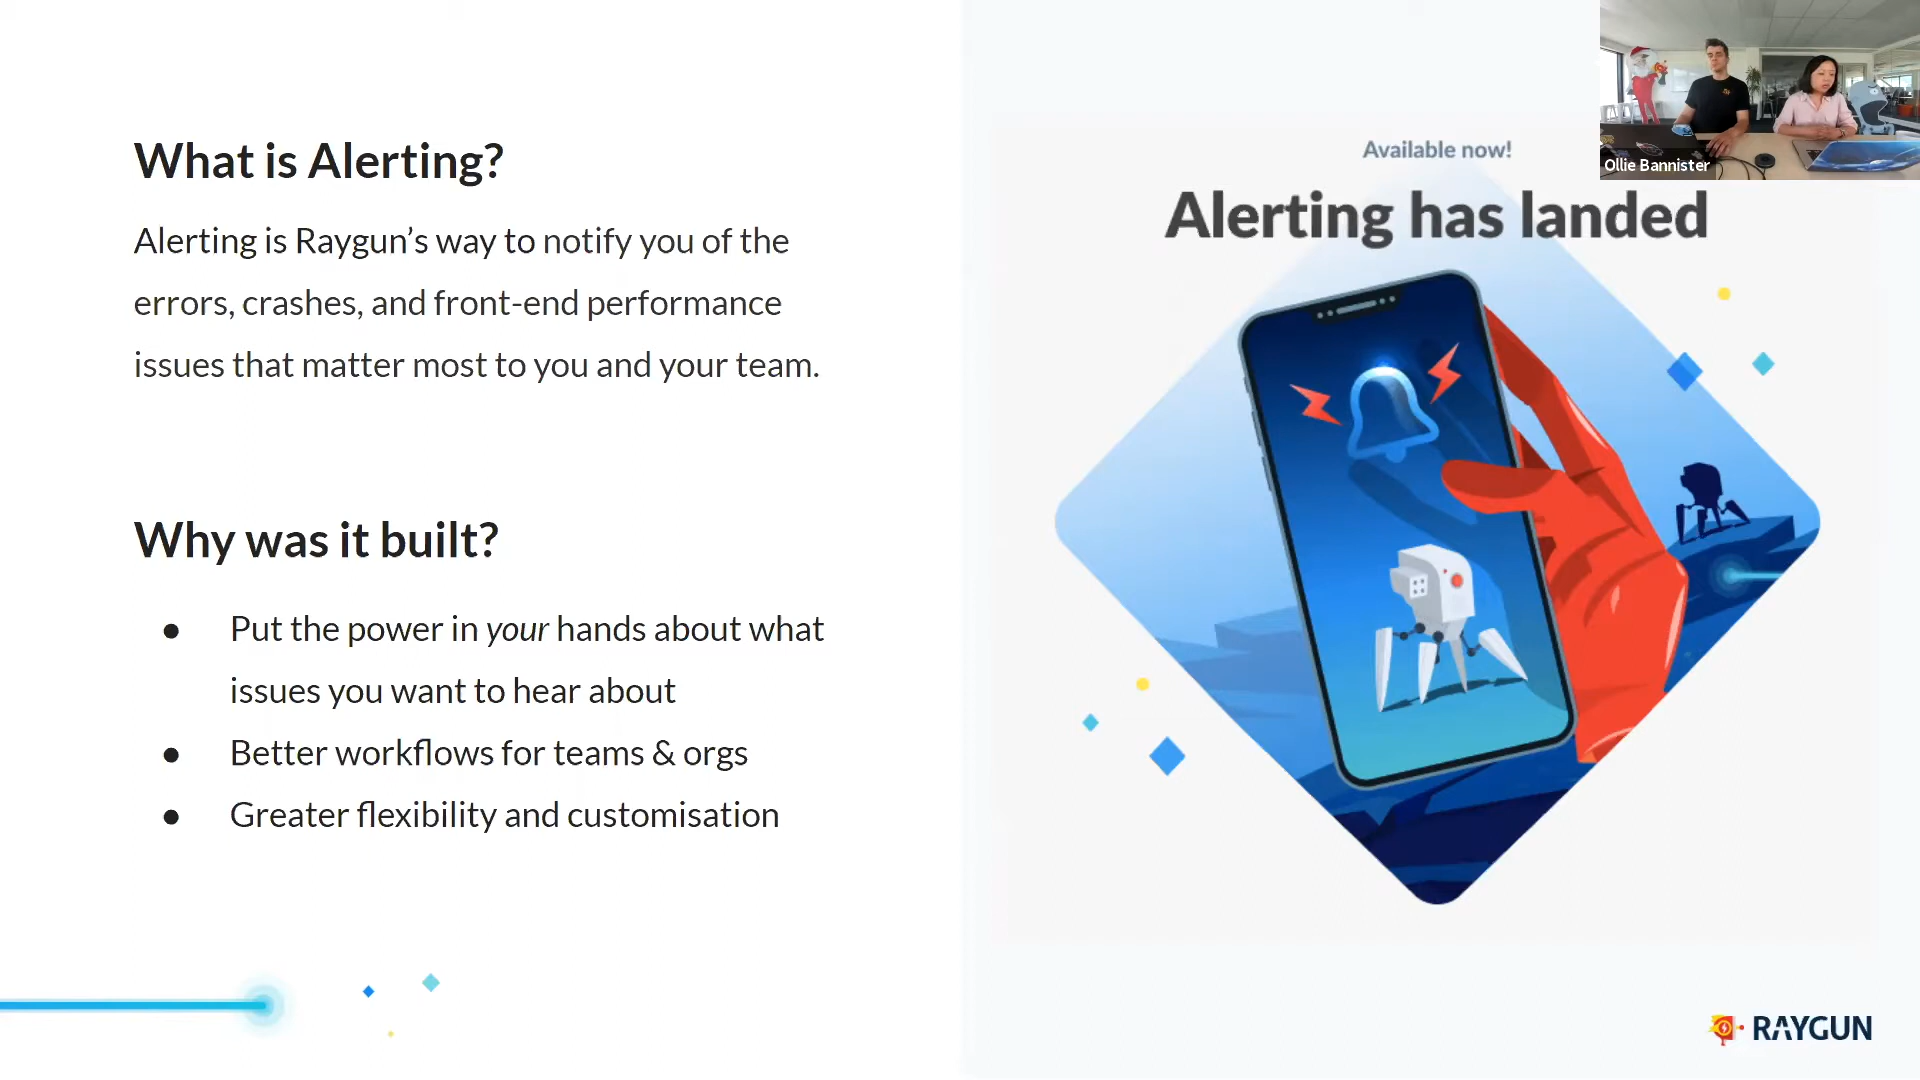 What is Alerting?
Alerting is Raygun’s way to notify you of the
errors, crashes, and front-end performance
issues that matter most to you and your team.
Why was it built?
● Put the power in your hands about what
issues you want to hear about
● Better workflows for teams & orgs
● Greater flexibility and customisation
Available now!
Alerting has landed
Ollie Bannister
RAYGUN